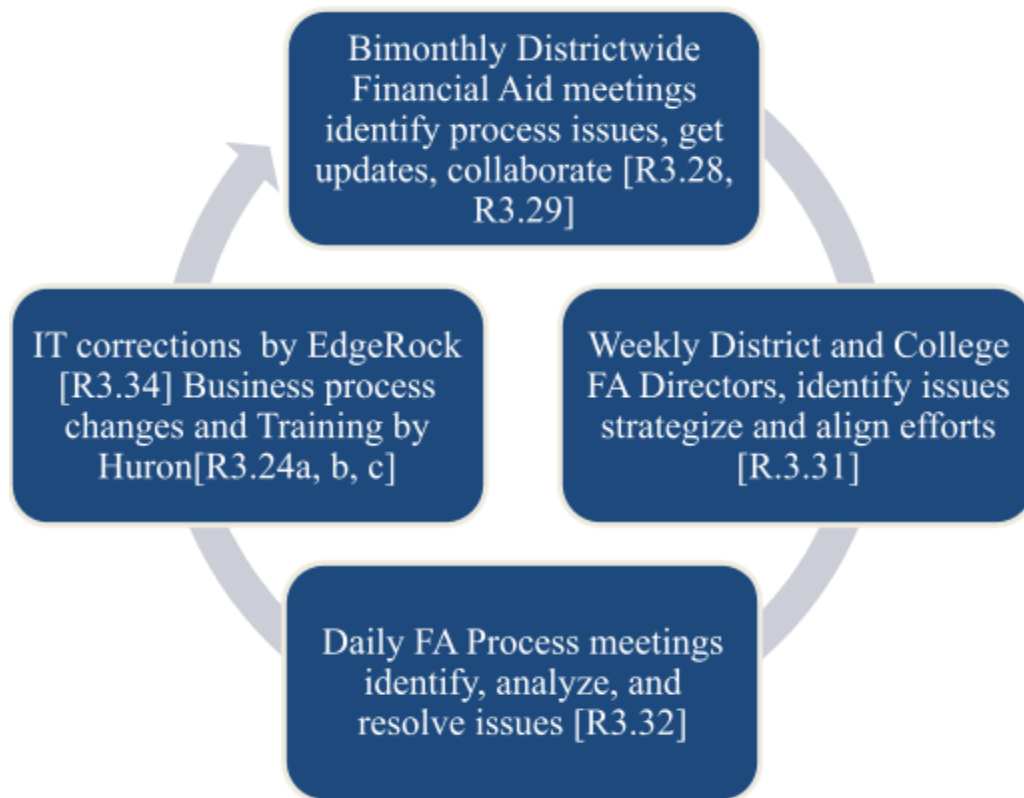 Bimonthly Districtwide
Financial Aid meetings
identify process issues, get
updates, collaborate [R3.28,
R3.29]
Weekly District and College
FA Directors, identify issues
strategize and align efforts
[R.3.31]
Daily FA Process meetings
identify, analyze, and
resolve issues [R3.32]
IT corrections  by EdgeRock
[R3.34] Business process
changes and Training by
Huron[R3.24a, b, c]